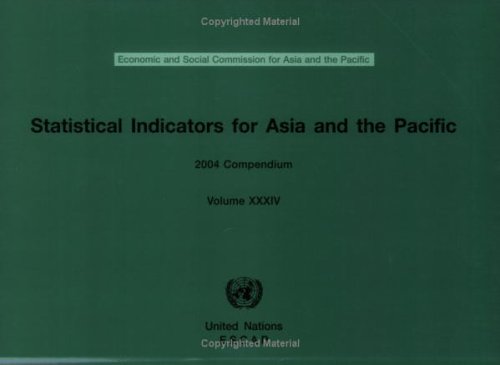 Copyrighted Material
Economic and Social Commission for Asia and the Pacific
Statistical Indicators for Asia and the Pacific
2004 Compendium
Volume XXXIV
United Nations
ESCAP
Copyrighted Material